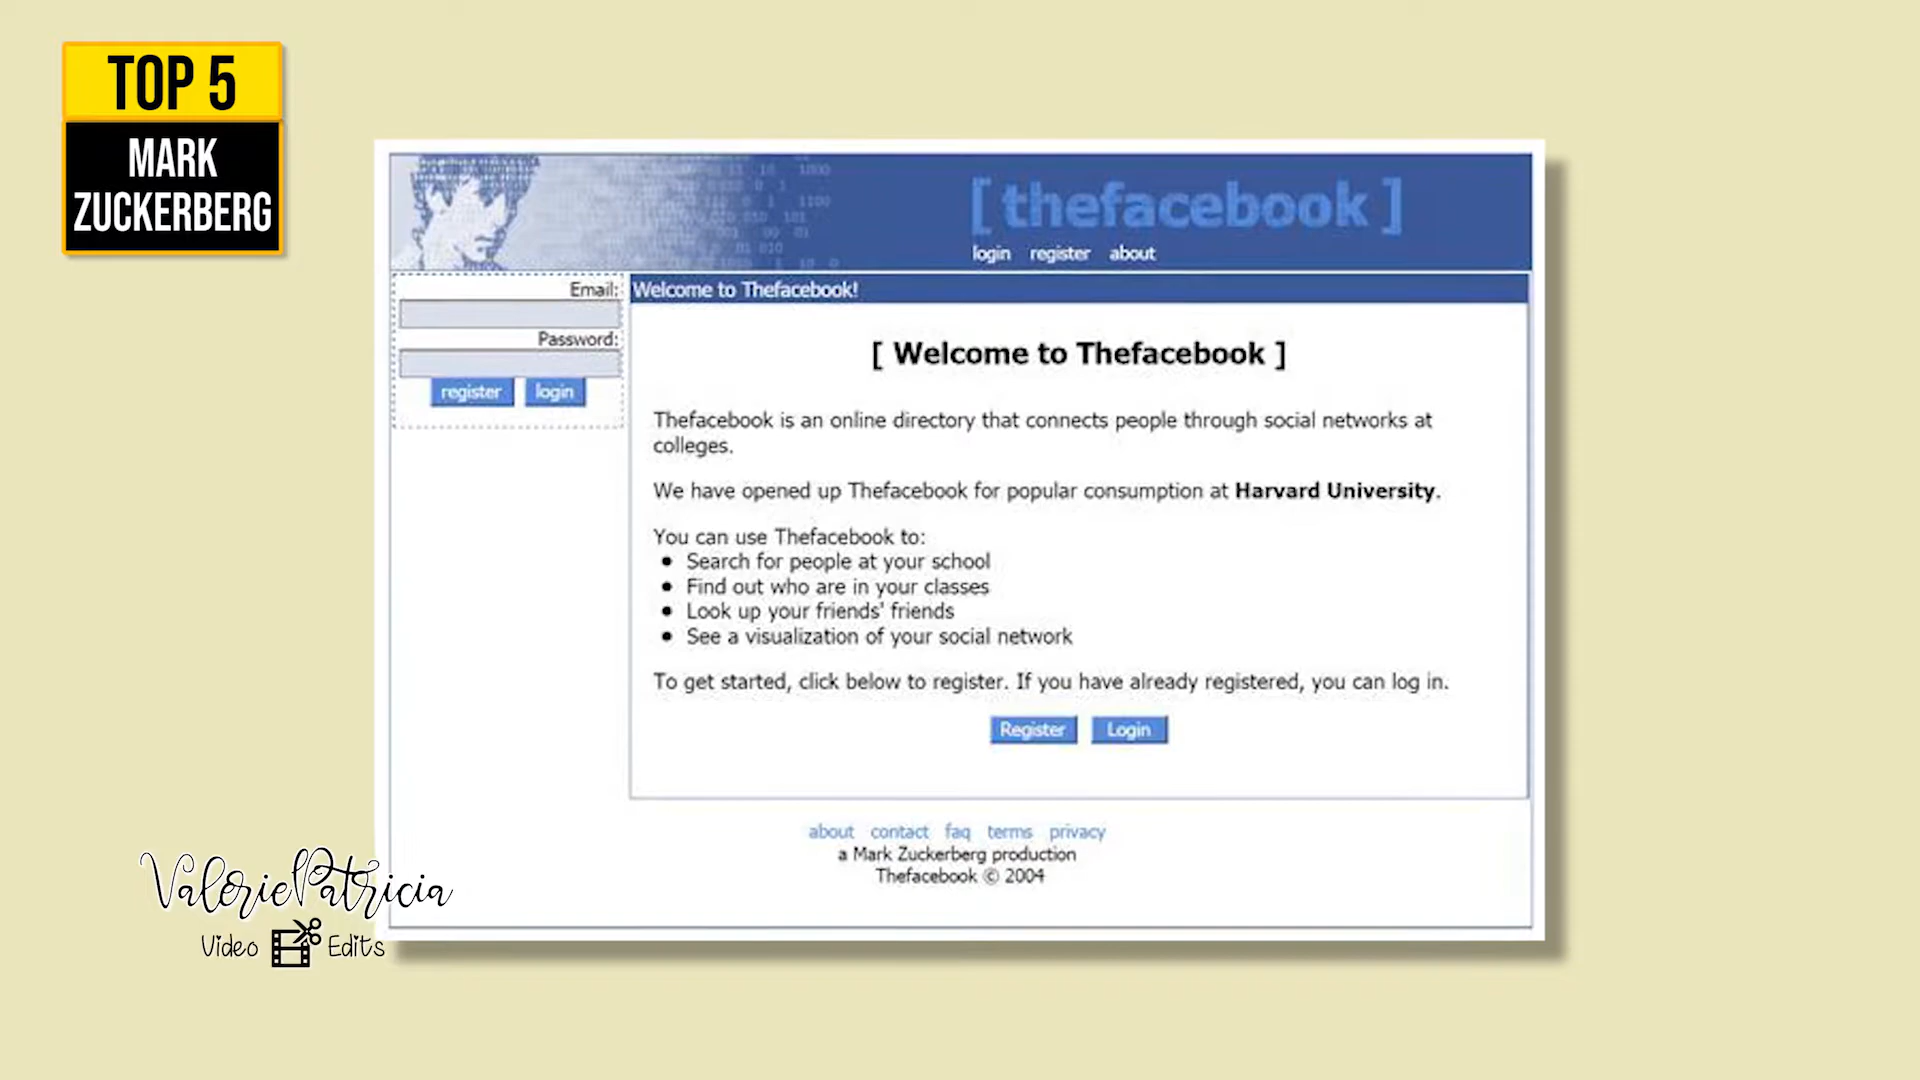 TOP 5
MARK
ZUCKERBERG
[ thefacebook ]
login register about
Email:
Password:
register login
Welcome to Thefacebook!
[ Welcome to Thefacebook ]
Thefacebook is an online directory that connects people through social networks at
colleges.
We have opened up Thefacebook for popular consumption at Harvard University.
You can use Thefacebook to:
• Search for people at your school
• Find out who are in your classes
• Look up your friends' friends
• See a visualization of your social network
To get started, click below to register. If you have already registered, you can log in.
Register Login
about contact faq terms privacy
a Mark Zuckerberg production
Thefacebook © 2004
ValeriePatricia
Video Edits